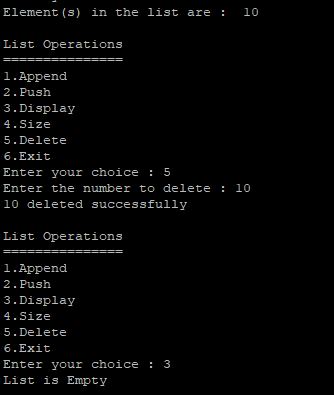 Element(s) in the list are :  10
List Operations
===============
1.Append
2.Push
3.Display
4.Size
5.Delete
6.Exit
Enter your choice : 5
Enter the number to delete : 10
10 deleted successfully
List Operations
===============
1.Append
2.Push
3.Display
4.Size
5.Delete
6.Exit
Enter your choice : 3
List is Empty